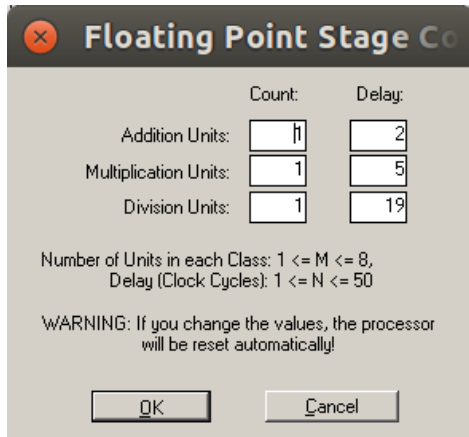 Floating Point Stage Co
Count: Delay:
Addition Units: 1 2
Multiplication Units: 1 5
Division Units: 1 19
Number of Units in each Class: 1 <= M <= 8,
Delay (Clock Cycles): 1 <= N <= 50
WARNING: If you change the values, the processor
will be reset automatically!
OK Cancel